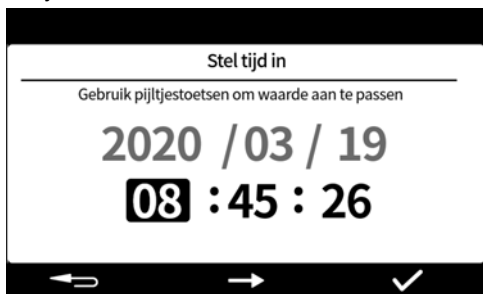 Stel tijd in
Gebruik pijltjestoetsen om waarde aan te passen
2020 / 03 / 19
08 : 45 : 26